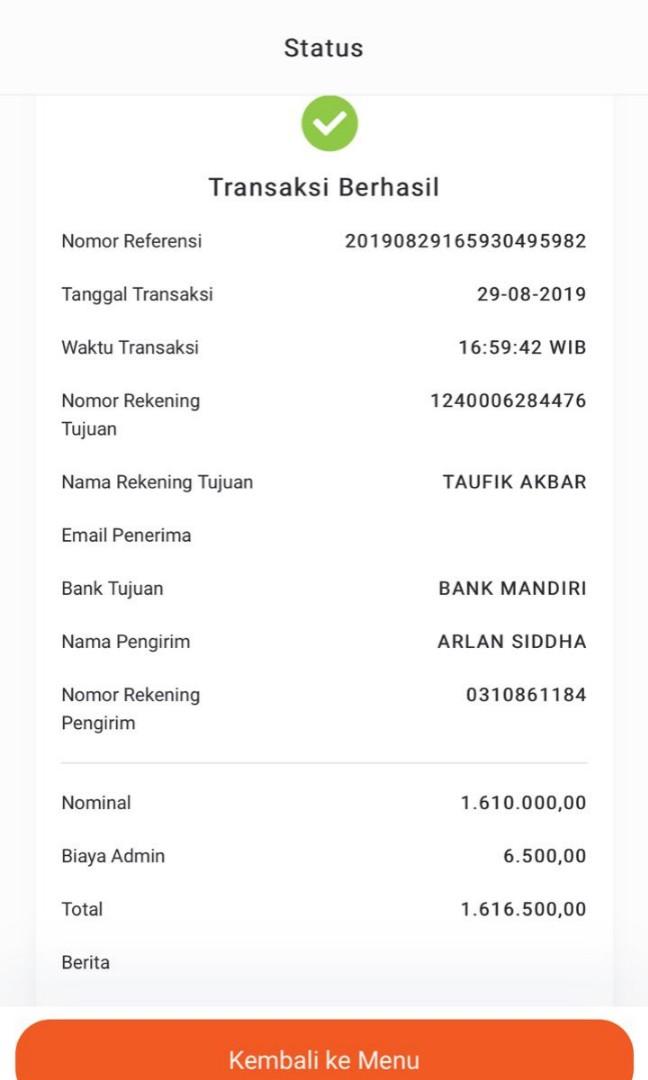 Status
Transaksi Berhasil
Nomor Referensi 20190829165930495982
Tanggal Transaksi 29-08-2019
Waktu Transaksi 16:59:42 WIB
Nomor Rekening 1240006284476
Tujuan
Nama Rekening Tujuan TAUFIK AKBAR
Email Penerima
Bank Tujuan BANK MANDIRI
Nama Pengirim ARLAN SIDDHA
Nomor Rekening 0310861184
Pengirim
Nominal 1.610.000,00
Biaya Admin 6.500,00
Total 1.616.500,00
Berita
Kembali ke Menu